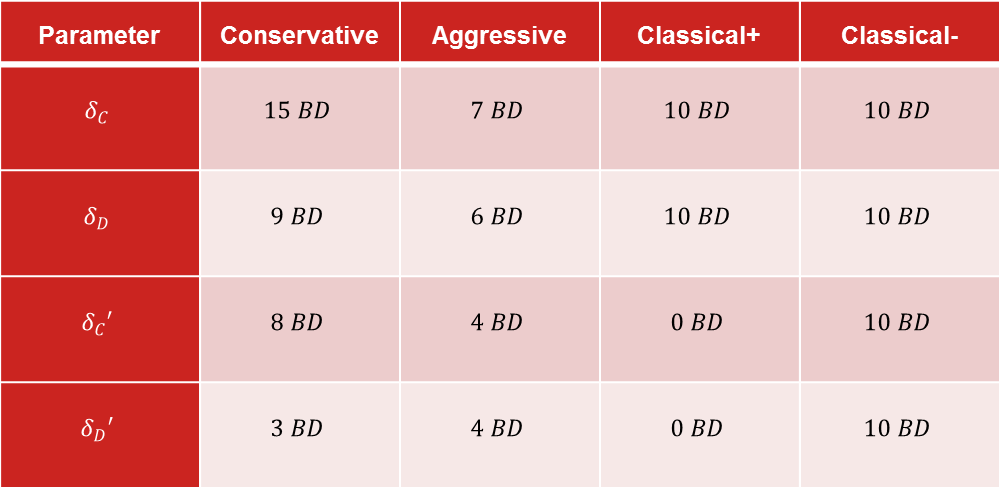 Parameter Conservative Aggressive Classical+ Classical-
δC 15 BD 7 BD 10 BD 10 BD
δD 9 BD 6 BD 10 BD 10 BD
δC′ 8 BD 4 BD 0 BD 10 BD
δD′ 3 BD 4 BD 0 BD 10 BD